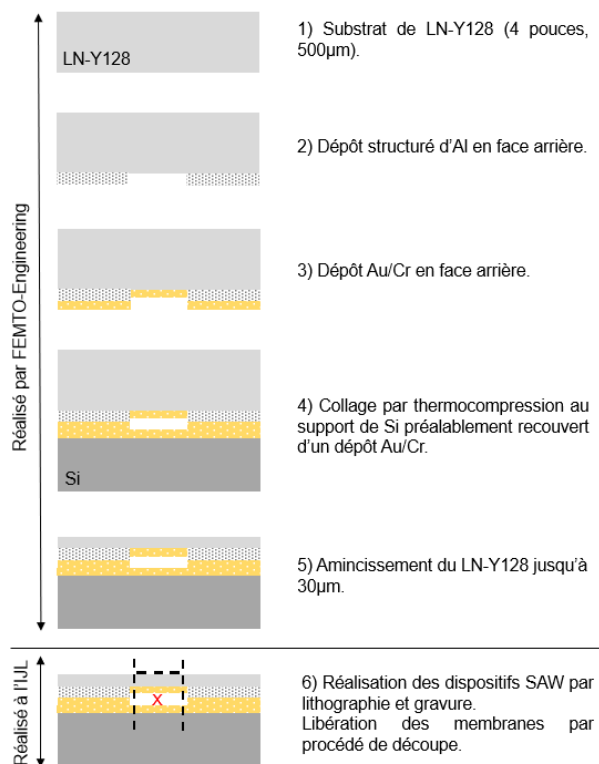 LN-Y128
1) Substrat de LN-Y128 (4 pouces,
500µm).
2) Dépôt structuré d'Al en face arrière.
3) Dépôt Au/Cr en face arrière.
Réalisé par FEMTO-Engineering
4) Collage par thermocompression au
support de Si préalablement recouvert
d'un dépôt Au/Cr.
Si
5) Amincissement du LN-Y128 jusqu'à
30µm.
Réalisé à l'IJL
X
6) Réalisation des dispositifs SAW par
lithographie et gravure.
Libération des membranes par
procédé de découpe.